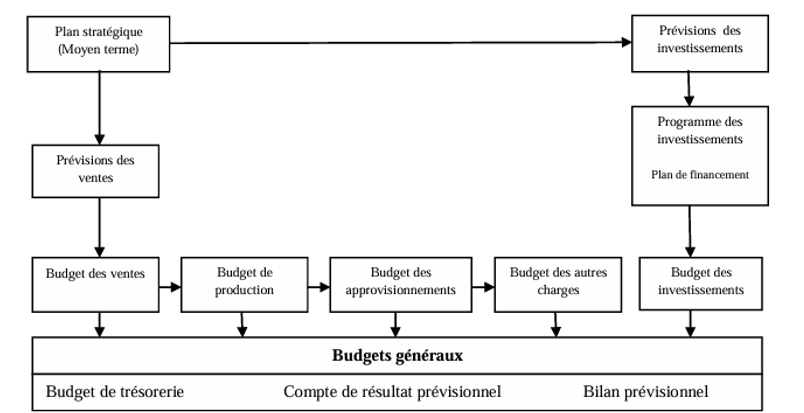 Plan stratégique
(Moyen terme)
Prévisions des
investissements
Programme des
investissements
Plan de financement
Prévisions des
ventes
Budget des ventes
Budget de
production
Budget des
approvisionnements
Budget des autres
charges
Budget des
investissements
Budgets généraux
Budget de trésorerie
Compte de résultat prévisionnel
Bilan prévisionnel